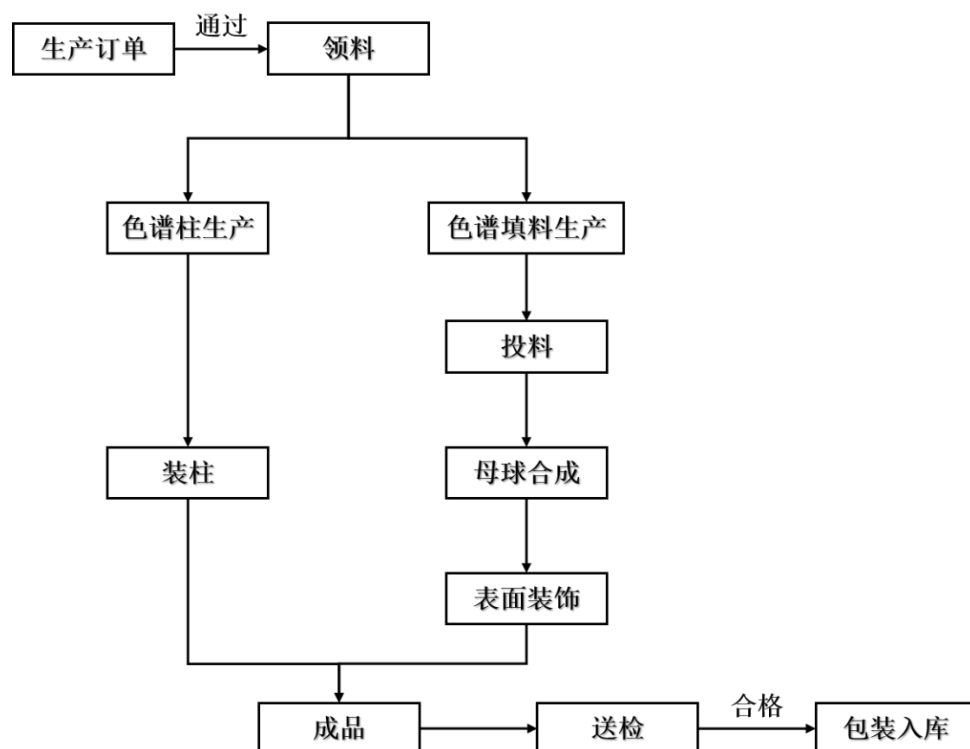 通过
生产订单
领料
色谱柱生产
色谱填料生产
投料
装柱
母球合成
表面装饰
合格
成品
送检
包装入库